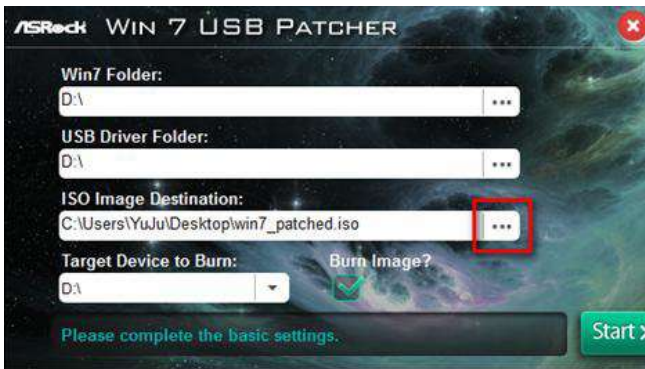 ASRock WIN 7 USB PATCHER
Win7 Folder:
D:\
...
USB Driver Folder:
D:\
...
ISO Image Destination:
C:\Users\YuJu\Desktop\win7_patched.iso
...
Target Device to Burn: Burn Image?
D:\
Please complete the basic settings.
Start